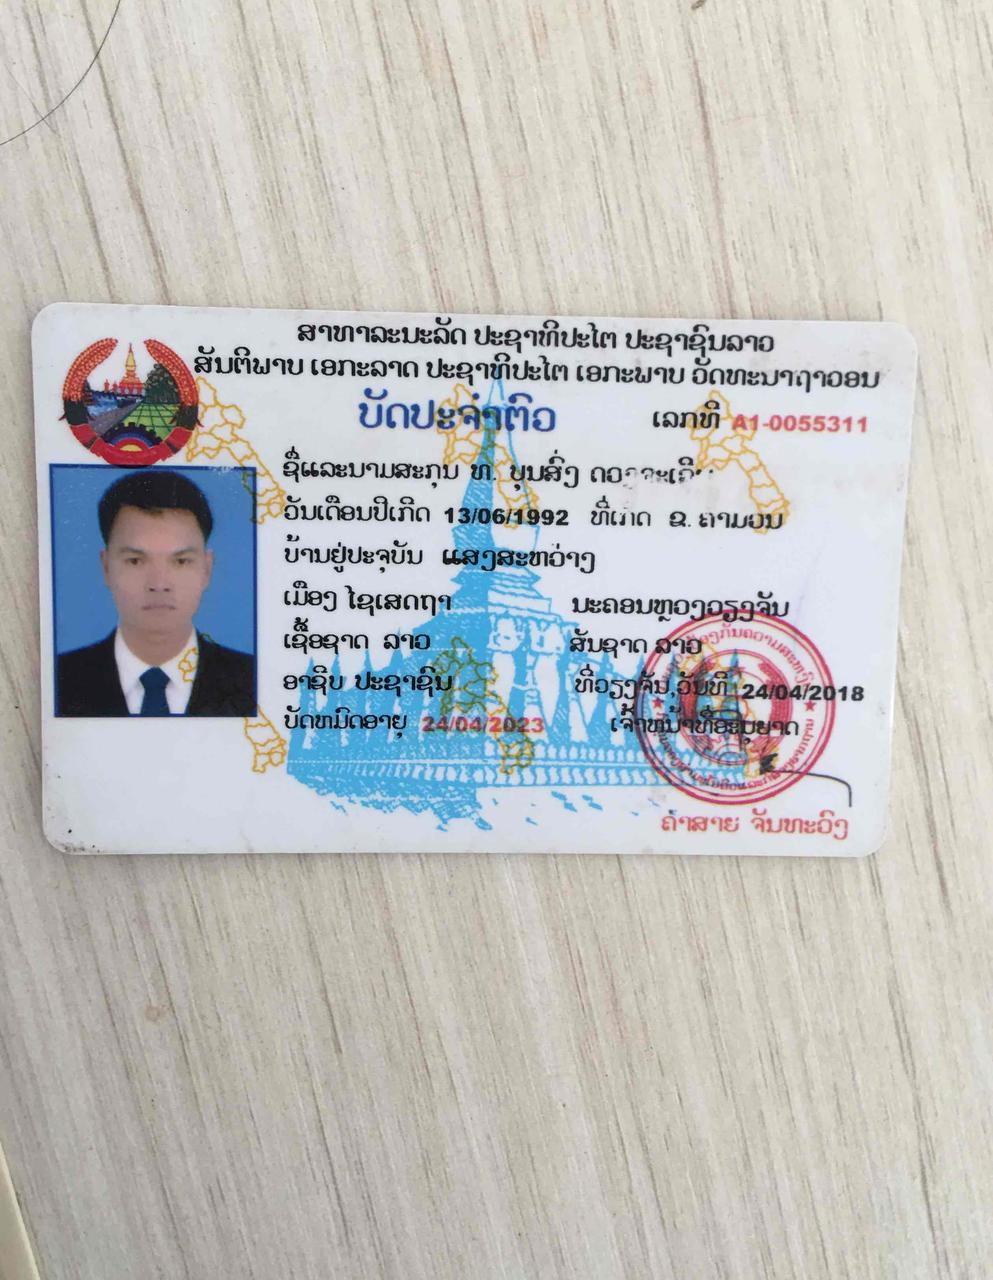 ສາທາລະນະລັດ ປະຊາທິປະໄຕ ປະຊາຊົນລາວ
ສັນຕິພາບ ເອກະລາດ ປະຊາທິປະໄຕ ເອກະພາບ ວັດທະນາຖາວອນ
ບັດປະຈຳຕົວ
ເລກທີ A1-0055311
ຊື່ແລະນາມສະກຸນ ທ. ບຸນສົ່ງ
ວັນເດືອນປີເກີດ 13/06/1992 ທີ່ເກີດ ຂ. ຄາມວນ
ບ້ານຢູ່ປະຈຸບັນ ແສງສະຫວ່າງ
ເມືອງ ໄຊເສດຖາ ນະຄອນຫຼວງວຽງຈັນ
ເຊື້ອຊາດ ລາວ ສັນຊາດ ລາວ
ອາຊີບ ປະຊາຊົນ ທີ່ວຽງຈັນ,ວັນທີ 24/04/2018
ບັດຫມົດອາຍຸ 24/04/2023 ເຈົ້າຫນ້າທີ່ອະນຸຍາດ
ຄຳສາຍ ຈັນທະວົງ